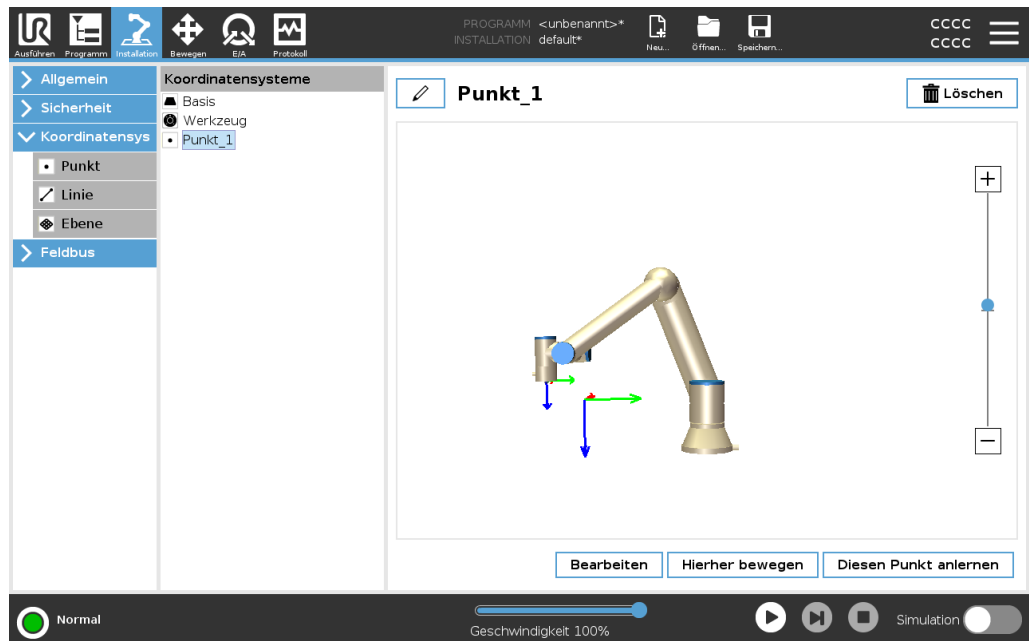 UR
PROGRAMM <unbenannt>*
INSTALLATION default*
Ausführen Programm Installation Bewegen E/A Protokoll
Neu... Öffnen... Speichern...
CCCC
CCCC
Allgemein
Sicherheit
Koordinatensys
Punkt
Linie
Ebene
Feldbus
Koordinatensysteme
Basis
Werkzeug
Punkt_1
Punkt_1
Löschen
Bearbeiten
Hierher bewegen
Diesen Punkt anlernen
Normal
Geschwindigkeit 100%
Simulation